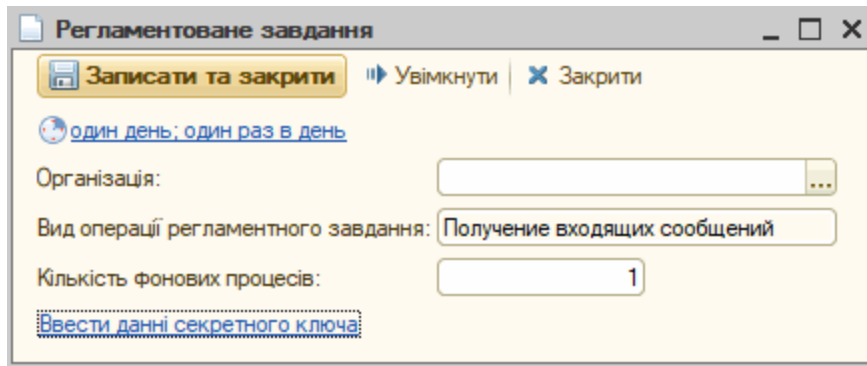 Регламентоване завдання
Записати та закрити Увімкнути Закрити
один день; один раз в день
Організація: ...
Вид операції регламентного завдання: Получение входящих сообщений
Кількість фонових процесів: 1
Ввести данні секретного ключа